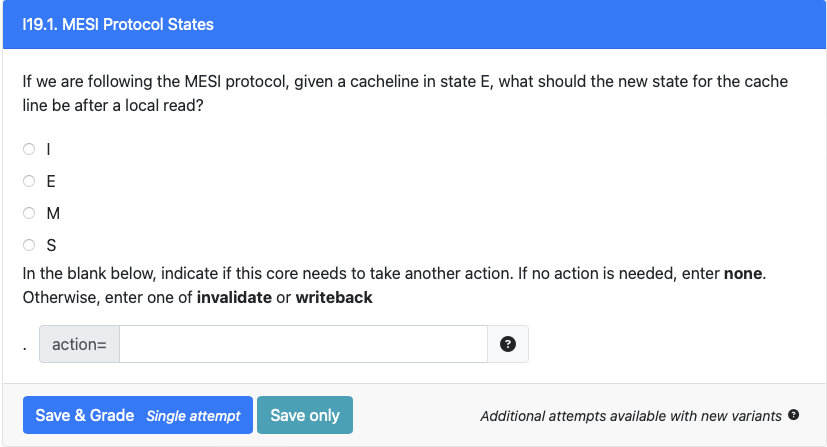 I19.1. MESI Protocol States
If we are following the MESI protocol, given a cacheline in state E, what should the new state for the cache
line be after a local read?
I
E
M
S
In the blank below, indicate if this core needs to take another action. If no action is needed, enter none.
Otherwise, enter one of invalidate or writeback
. action= ?
Save & Grade Single attempt Save only Additional attempts available with new variants ?